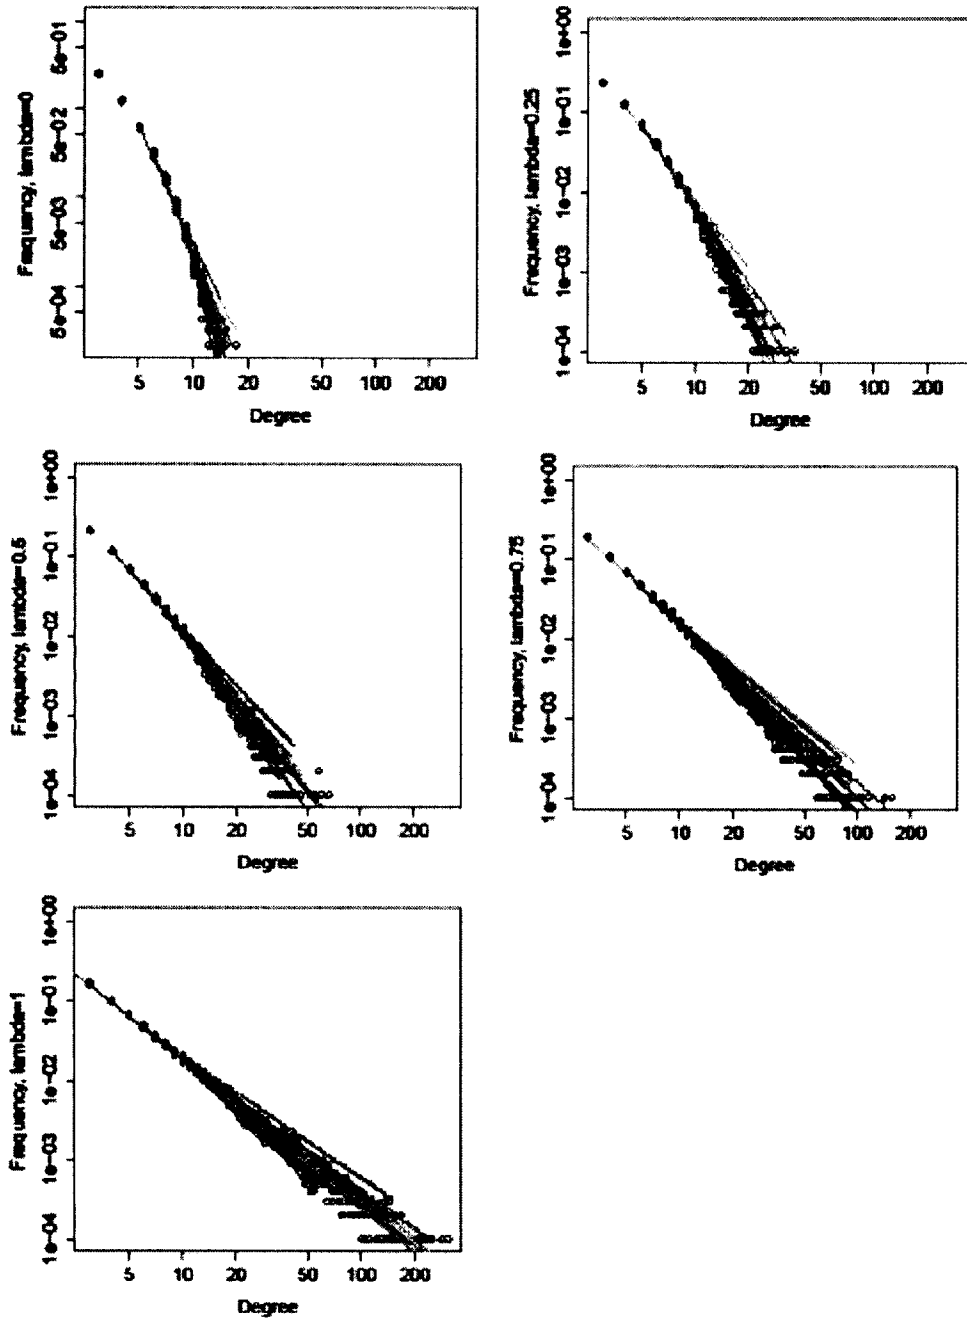 Frequency, lambda=0
5e-01
5e-02
5e-03
5e-04
5 10 20 50 100 200
Degree
Frequency, lambda=0.25
1e+00
1e-01
1e-02
1e-03
1e-04
5 10 20 50 100 200
Degree
Frequency, lambda=0.5
1e+00
1e-01
1e-02
1e-03
1e-04
5 10 20 50 100 200
Degree
Frequency, lambda=0.75
1e+00
1e-01
1e-02
1e-03
1e-04
5 10 20 50 100 200
Degree
Frequency, lambda=1
1e+00
1e-01
1e-02
1e-03
1e-04
5 10 20 50 100 200
Degree